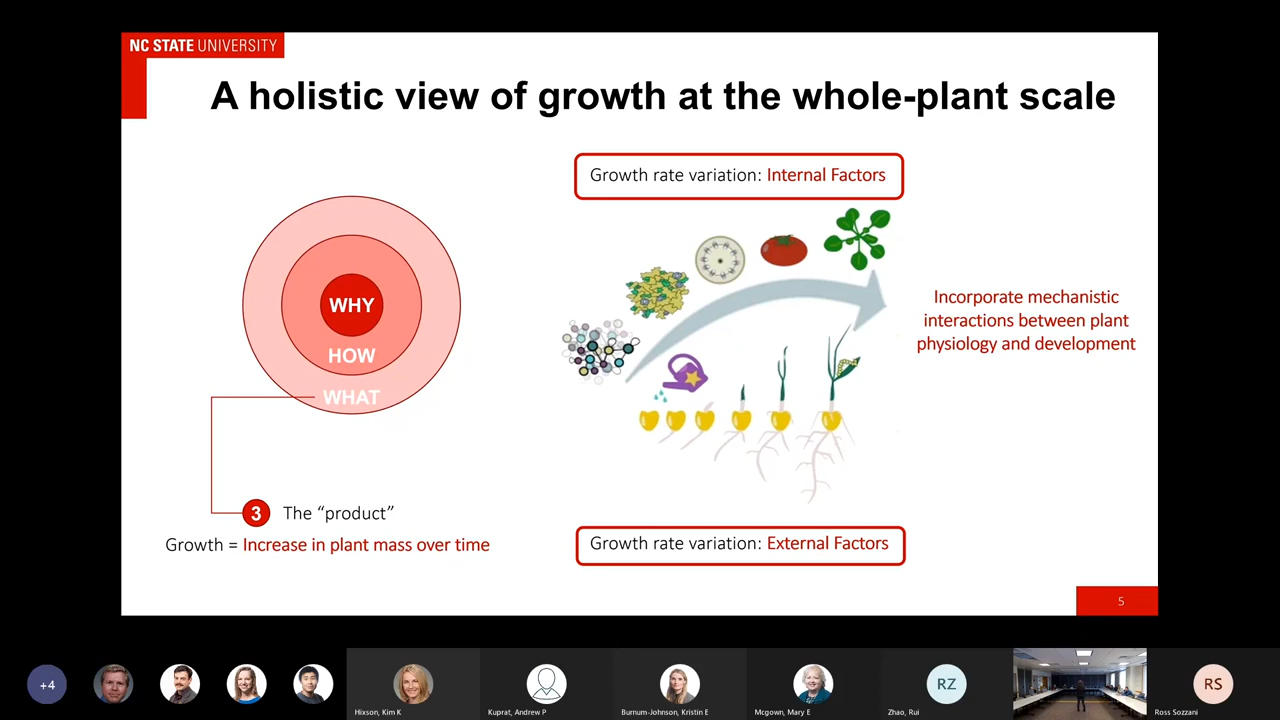 NC STATE UNIVERSITY
A holistic view of growth at the whole-plant scale
Growth rate variation: Internal Factors
WHY
HOW
WHAT
Incorporate mechanistic
interactions between plant
physiology and development
3 The “product”
Growth = Increase in plant mass over time
Growth rate variation: External Factors
5
+4
Hixson, Kim K
Kuprat, Andrew P
Burnum-Johnson, Kristin E
Mcgown, Mary E
RZ
Zhao, Rui
RS
Ross Sozzani